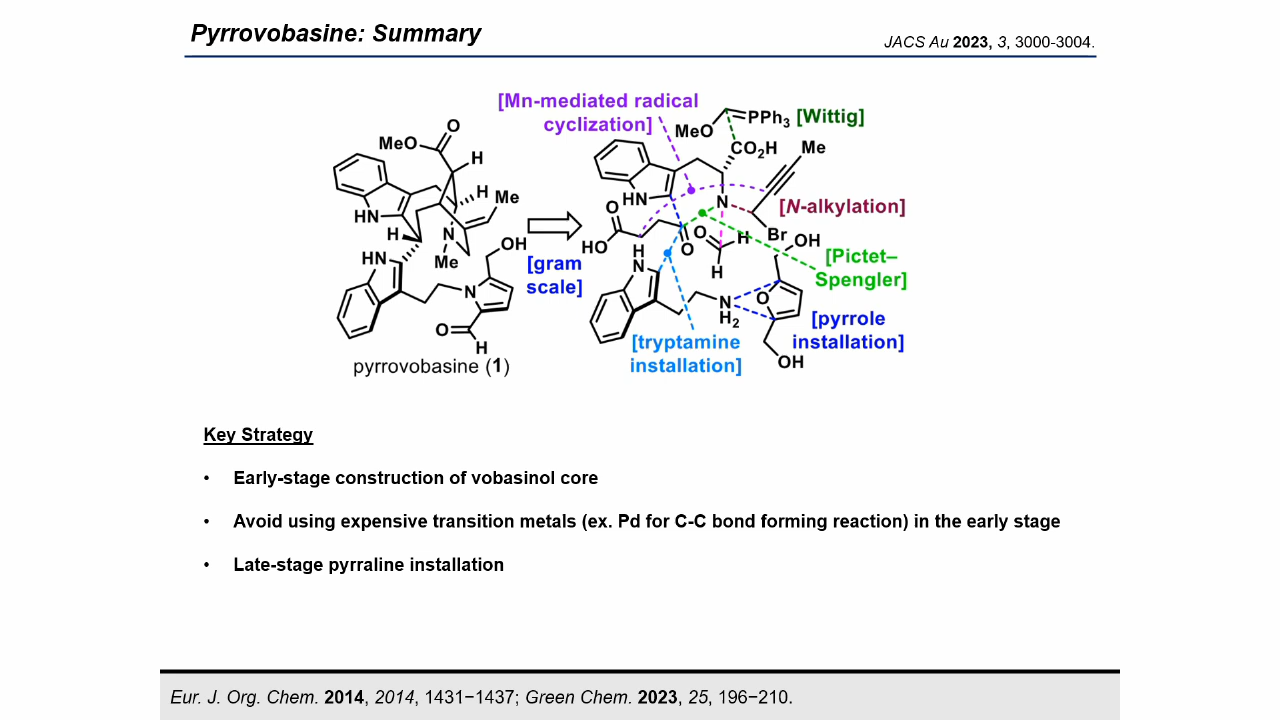 Pyrrovobasine: Summary
JACS Au 2023, 3, 3000-3004.
MeO
O
H
H
Me
HN
H
N
Me
OH
HN
N
O
H
pyrrovobasine (1)
[gram
scale]
[Mn-mediated radical
cyclization]
MeO
PPh3
[Wittig]
CO2H
Me
HN
N
[N-alkylation]
O
HO
O
O
H
H
Br
OH
[Pictet–
Spengler]
H
N
N
H2
O
[pyrrole
installation]
[tryptamine
installation]
OH
Key Strategy
• Early-stage construction of vobasinol core
• Avoid using expensive transition metals (ex. Pd for C-C bond forming reaction) in the early stage
• Late-stage pyrraline installation
Eur. J. Org. Chem. 2014, 2014, 1431−1437; Green Chem. 2023, 25, 196−210.